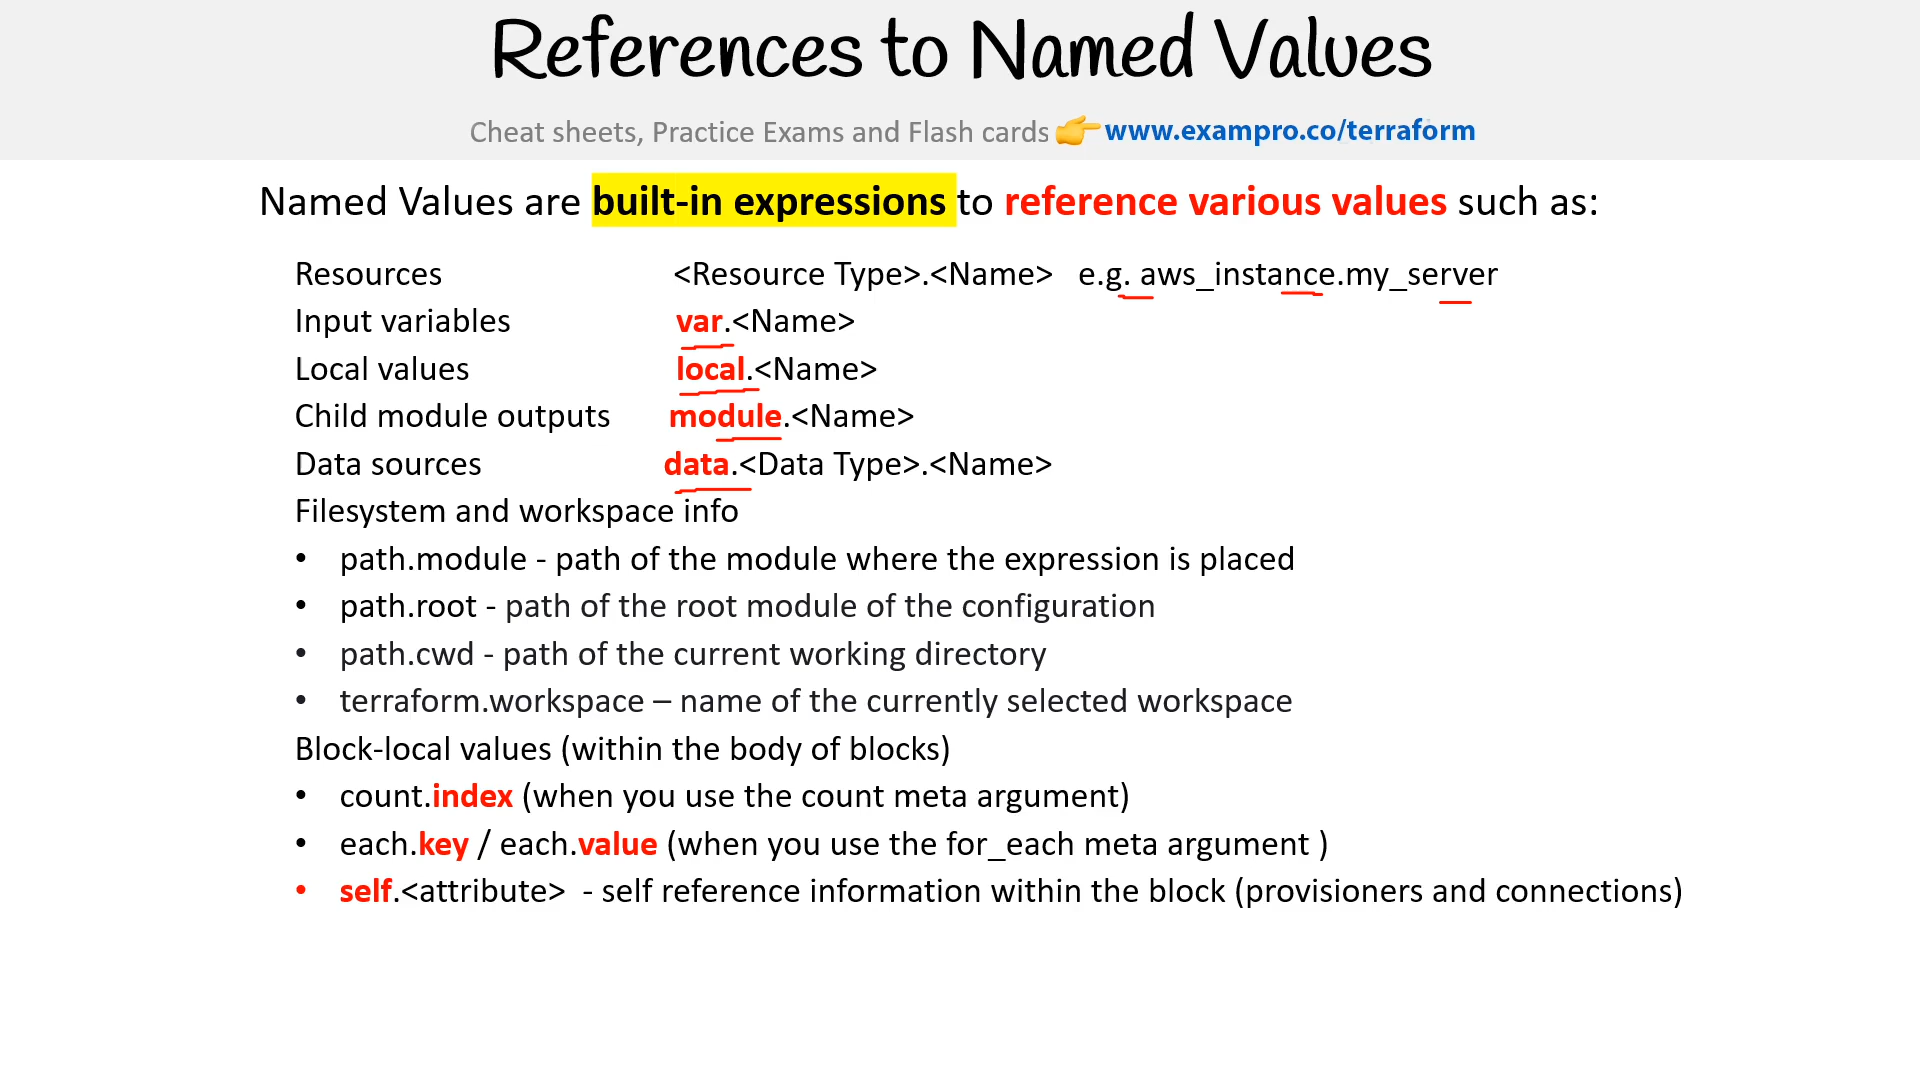 References to Named Values
Cheat sheets, Practice Exams and Flash cards 👉 www.exampro.co/terraform
Named Values are built-in expressions to reference various values such as:
Resources <Resource Type>.<Name> e.g. aws_instance.my_server
Input variables var.<Name>
Local values local.<Name>
Child module outputs module.<Name>
Data sources data.<Data Type>.<Name>
Filesystem and workspace info
• path.module - path of the module where the expression is placed
• path.root - path of the root module of the configuration
• path.cwd - path of the current working directory
• terraform.workspace – name of the currently selected workspace
Block-local values (within the body of blocks)
• count.index (when you use the count meta argument)
• each.key / each.value (when you use the for_each meta argument )
• self.<attribute> - self reference information within the block (provisioners and connections)